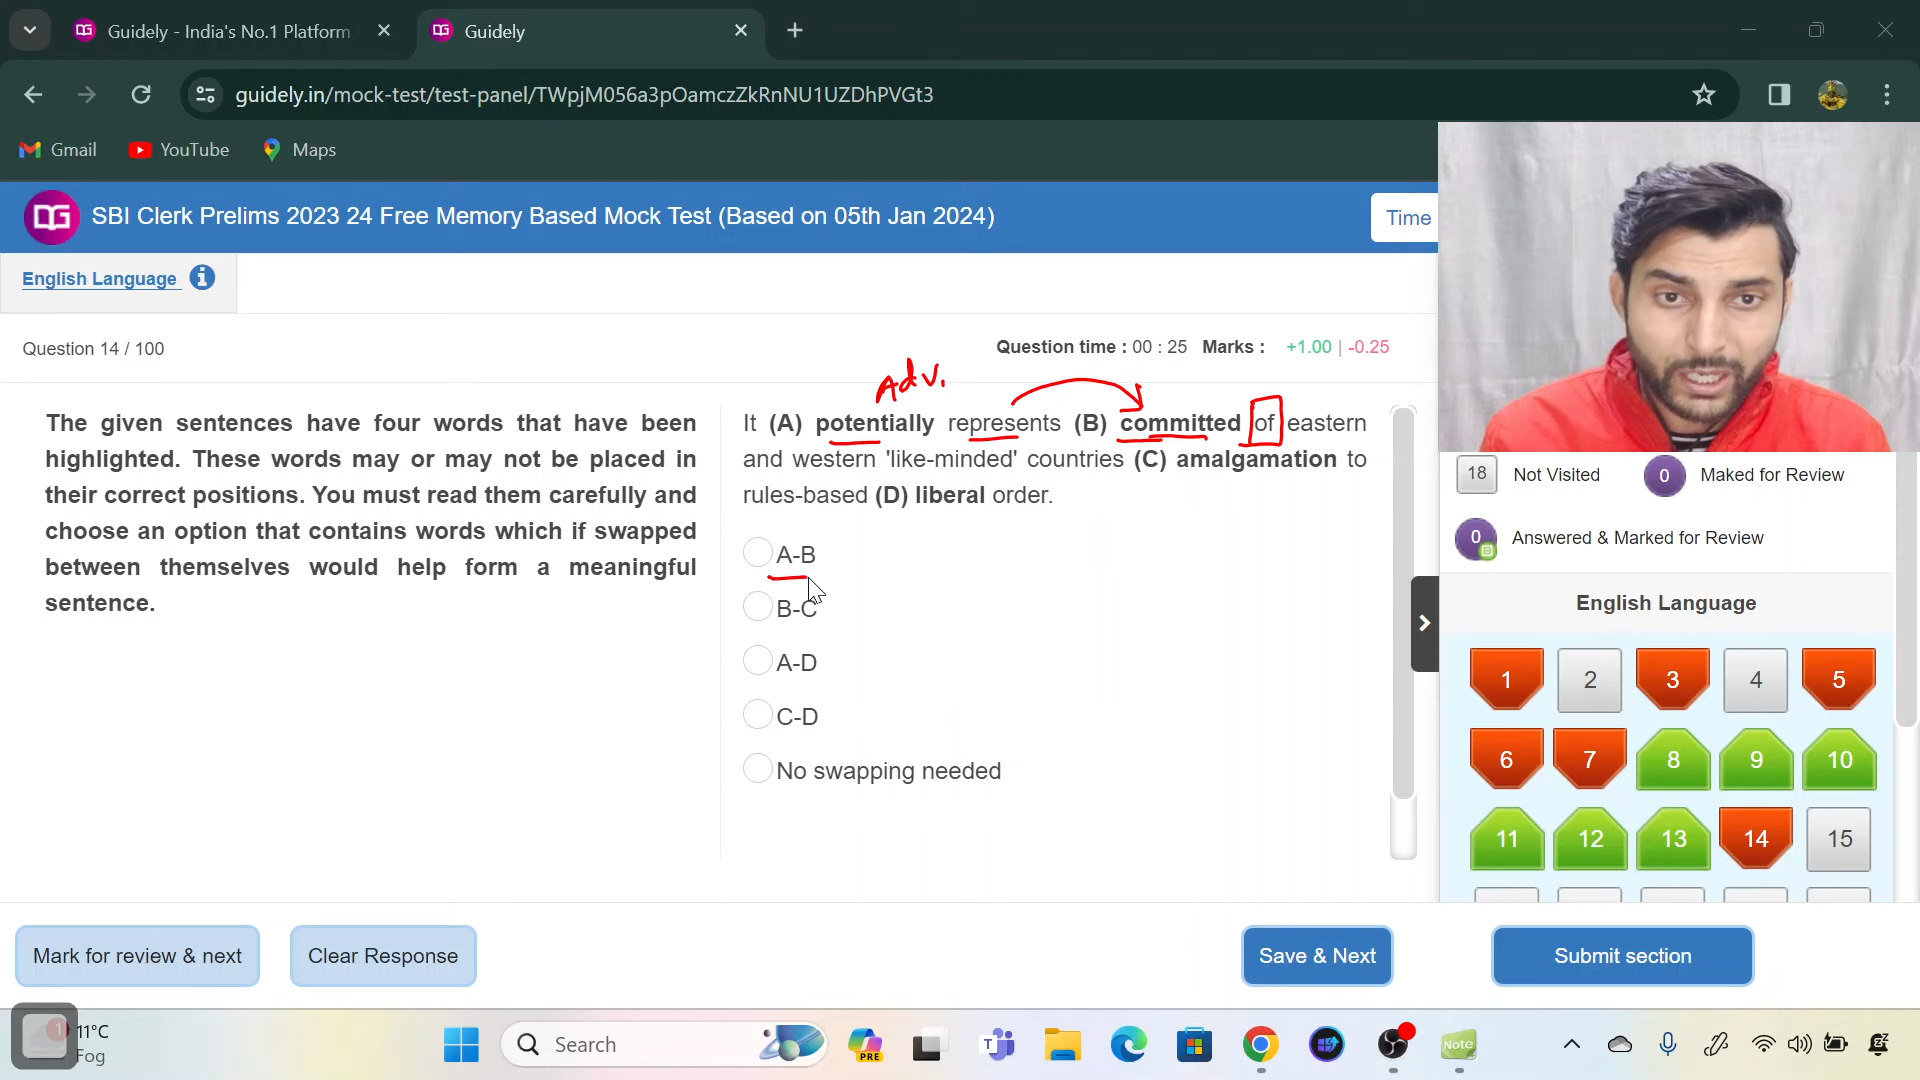 Guidely - India's No.1 Platform
Guidely
guidely.in/mock-test/test-panel/TWpjM056a3pOamczZkRnNU1UZDhPVGt3
Gmail
YouTube
Maps
SBI Clerk Prelims 2023 24 Free Memory Based Mock Test (Based on 05th Jan 2024)
Time
English Language
Question 14 / 100
Question time : 00 : 25 Marks : +1.00 | -0.25
Adv.
The given sentences have four words that have been
highlighted. These words may or may not be placed in
their correct positions. You must read them carefully and
choose an option that contains words which if swapped
between themselves would help form a meaningful
sentence.
It (A) potentially represents (B) committed of eastern
and western 'like-minded' countries (C) amalgamation to
rules-based (D) liberal order.
A-B
B-C
A-D
C-D
No swapping needed
18 Not Visited
0 Maked for Review
0 Answered & Marked for Review
English Language
1 2 3 4 5
6 7 8 9 10
11 12 13 14 15
Mark for review & next
Clear Response
Save & Next
Submit section
1
11°C
Fog
Search
PRE
Note